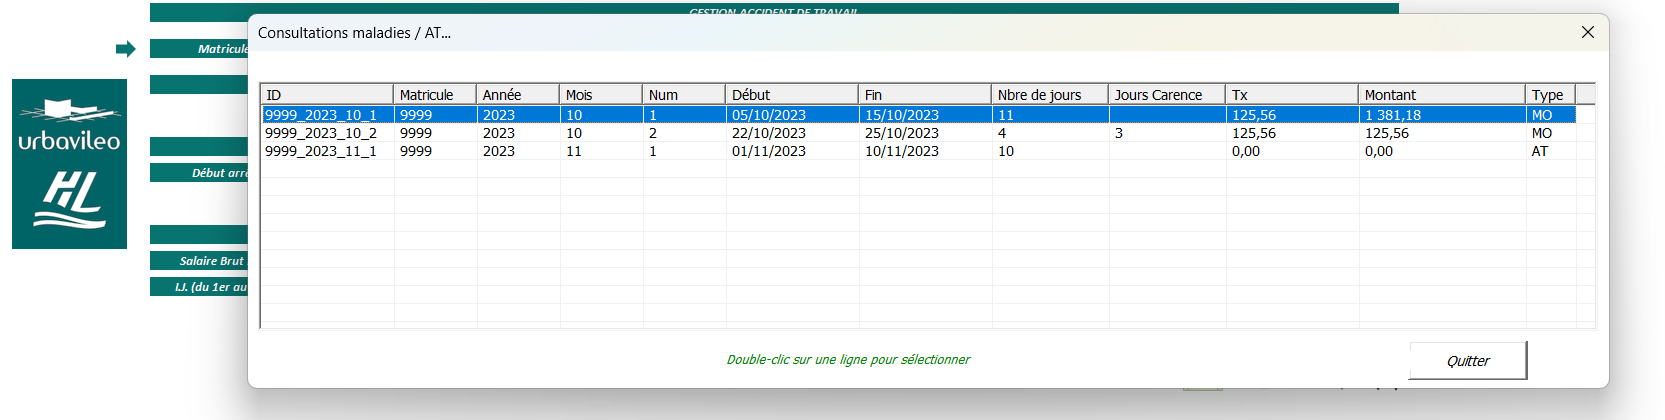 GESTION ACCIDENT DE TRAVAIL
Consultations maladies / AT...
Matricule
urbavileo
HL
Début arr
Salaire Brut
I.J. (du 1er au
ID Matricule Année Mois Num Début Fin Nbre de jours Jours Carence Tx Montant Type
9999_2023_10_1 9999 2023 10 1 05/10/2023 15/10/2023 11 125,56 1 381,18 MO
9999_2023_10_2 9999 2023 10 2 22/10/2023 25/10/2023 4 3 125,56 125,56 MO
9999_2023_11_1 9999 2023 11 1 01/11/2023 10/11/2023 10 0,00 0,00 AT
Double-clic sur une ligne pour sélectionner
Quitter